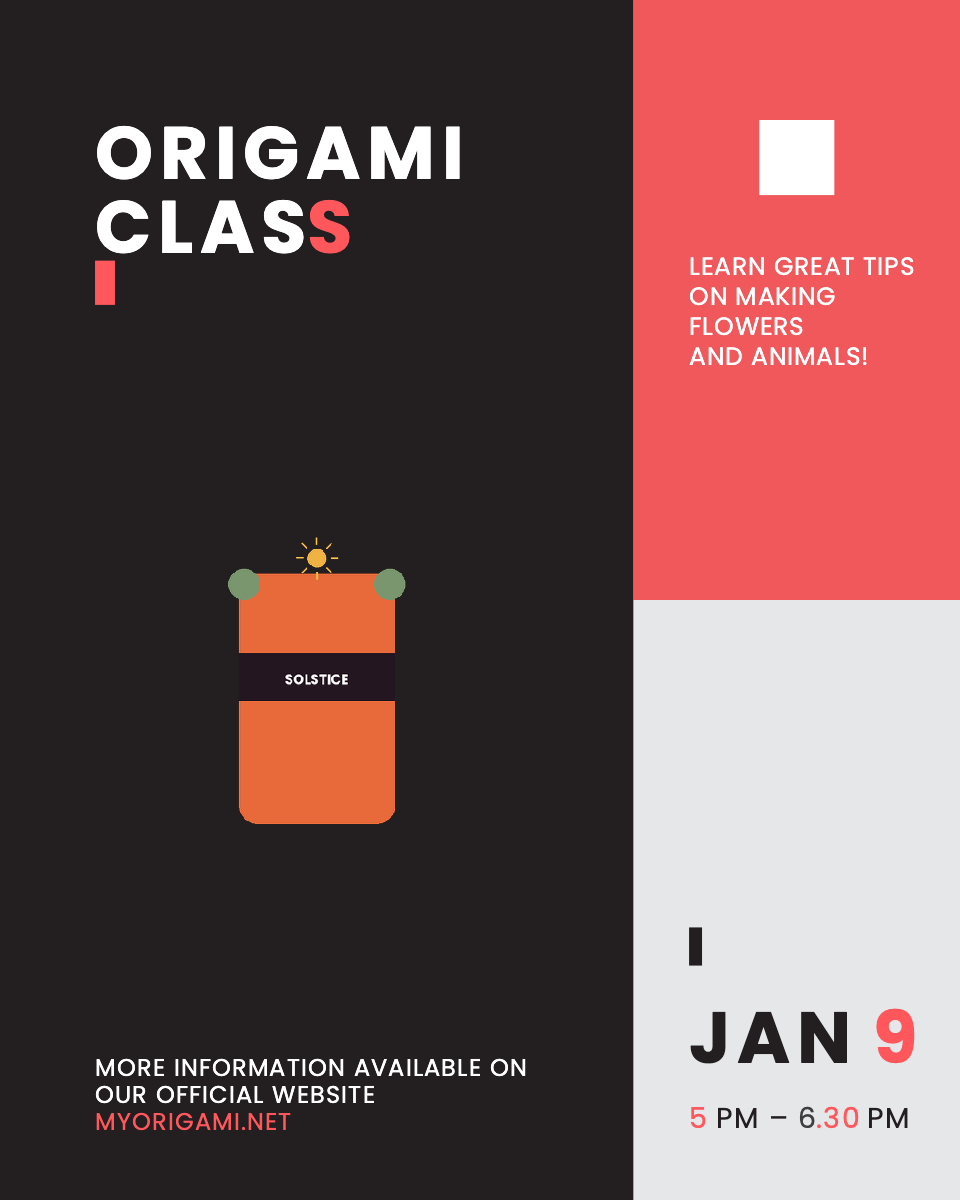 ORIGAMI
CLASS
LEARN GREAT TIPS
ON MAKING
FLOWERS
AND ANIMALS!
SOLSTICE
MORE INFORMATION AVAILABLE ON
OUR OFFICIAL WEBSITE
MYORIGAMI.NET
JAN 9
5 PM – 6.30 PM